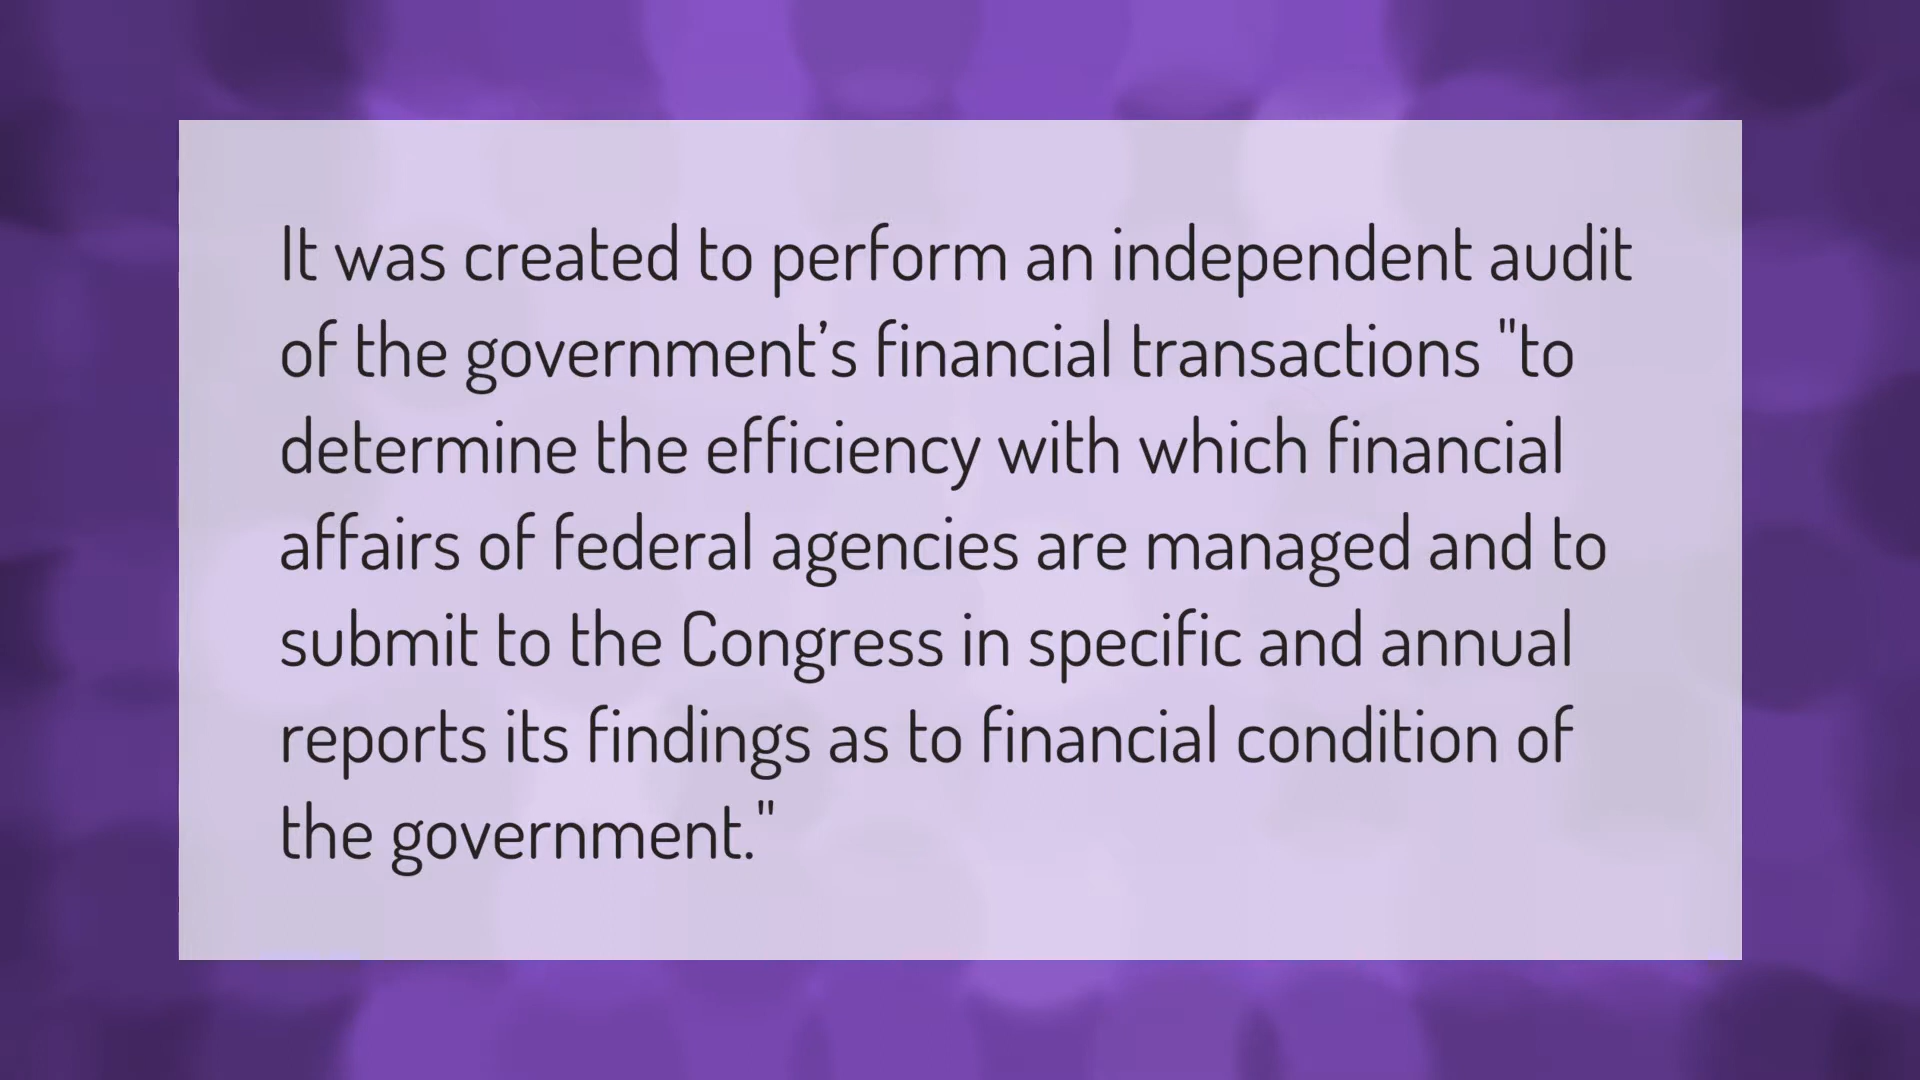 It was created to perform an independent audit
of the government’s financial transactions "to
determine the efficiency with which financial
affairs of federal agencies are managed and to
submit to the Congress in specific and annual
reports its findings as to financial condition of
the government."